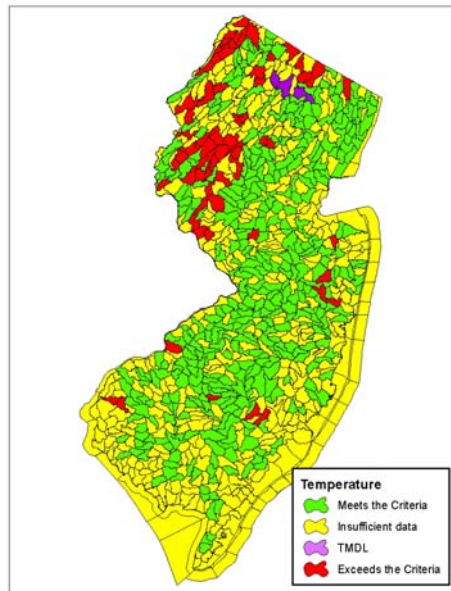 Temperature
Meets the Criteria
Insufficient data
TMDL
Exceeds the Criteria